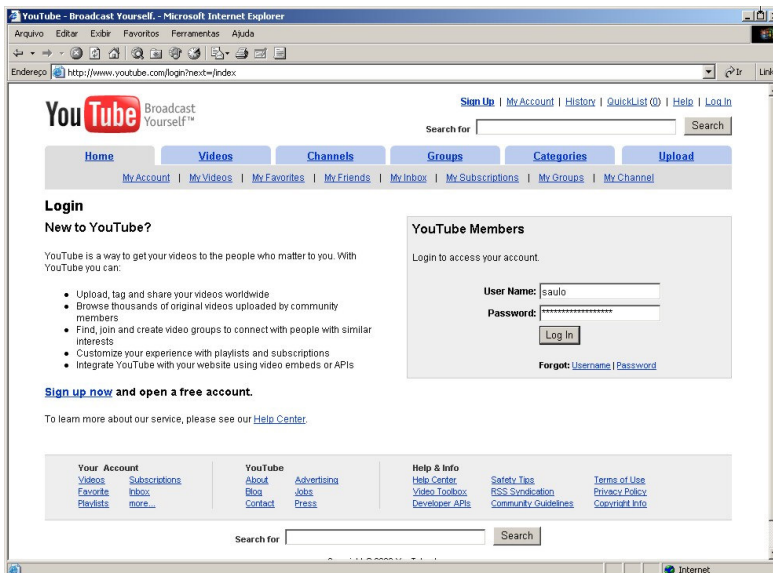 YouTube - Broadcast Yourself. - Microsoft Internet Explorer
Arquivo Editar Exibir Favoritos Ferramentas Ajuda
Endereço http://www.youtube.com/login?next=/index Ir Link
You Tube Broadcast Yourself™
Sign Up | My Account | History | QuickList (0) | Help | Log In
Search for Search
Home Videos Channels Groups Categories Upload
My Account | My Videos | My Favorites | My Friends | My Inbox | My Subscriptions | My Groups | My Channel
Login
New to YouTube?
YouTube is a way to get your videos to the people who matter to you. With
YouTube you can:
• Upload, tag and share your videos worldwide
• Browse thousands of original videos uploaded by community
members
• Find, join and create video groups to connect with people with similar
interests
• Customize your experience with playlists and subscriptions
• Integrate YouTube with your website using video embeds or APIs
Sign up now and open a free account.
To learn more about our service, please see our Help Center.
YouTube Members
Login to access your account.
User Name: saulo
Password: *****************
Log In
Forgot: Username | Password
Your Account
Videos Subscriptions
Favorite Inbox
Playlists more...
YouTube
About Advertising
Blog Jobs
Contact Press
Help & Info
Help Center Safety Tips Terms of Use
Video Toolbox RSS Syndication Privacy Policy
Developer APIs Community Guidelines Copyright Info
Search for Search
Internet